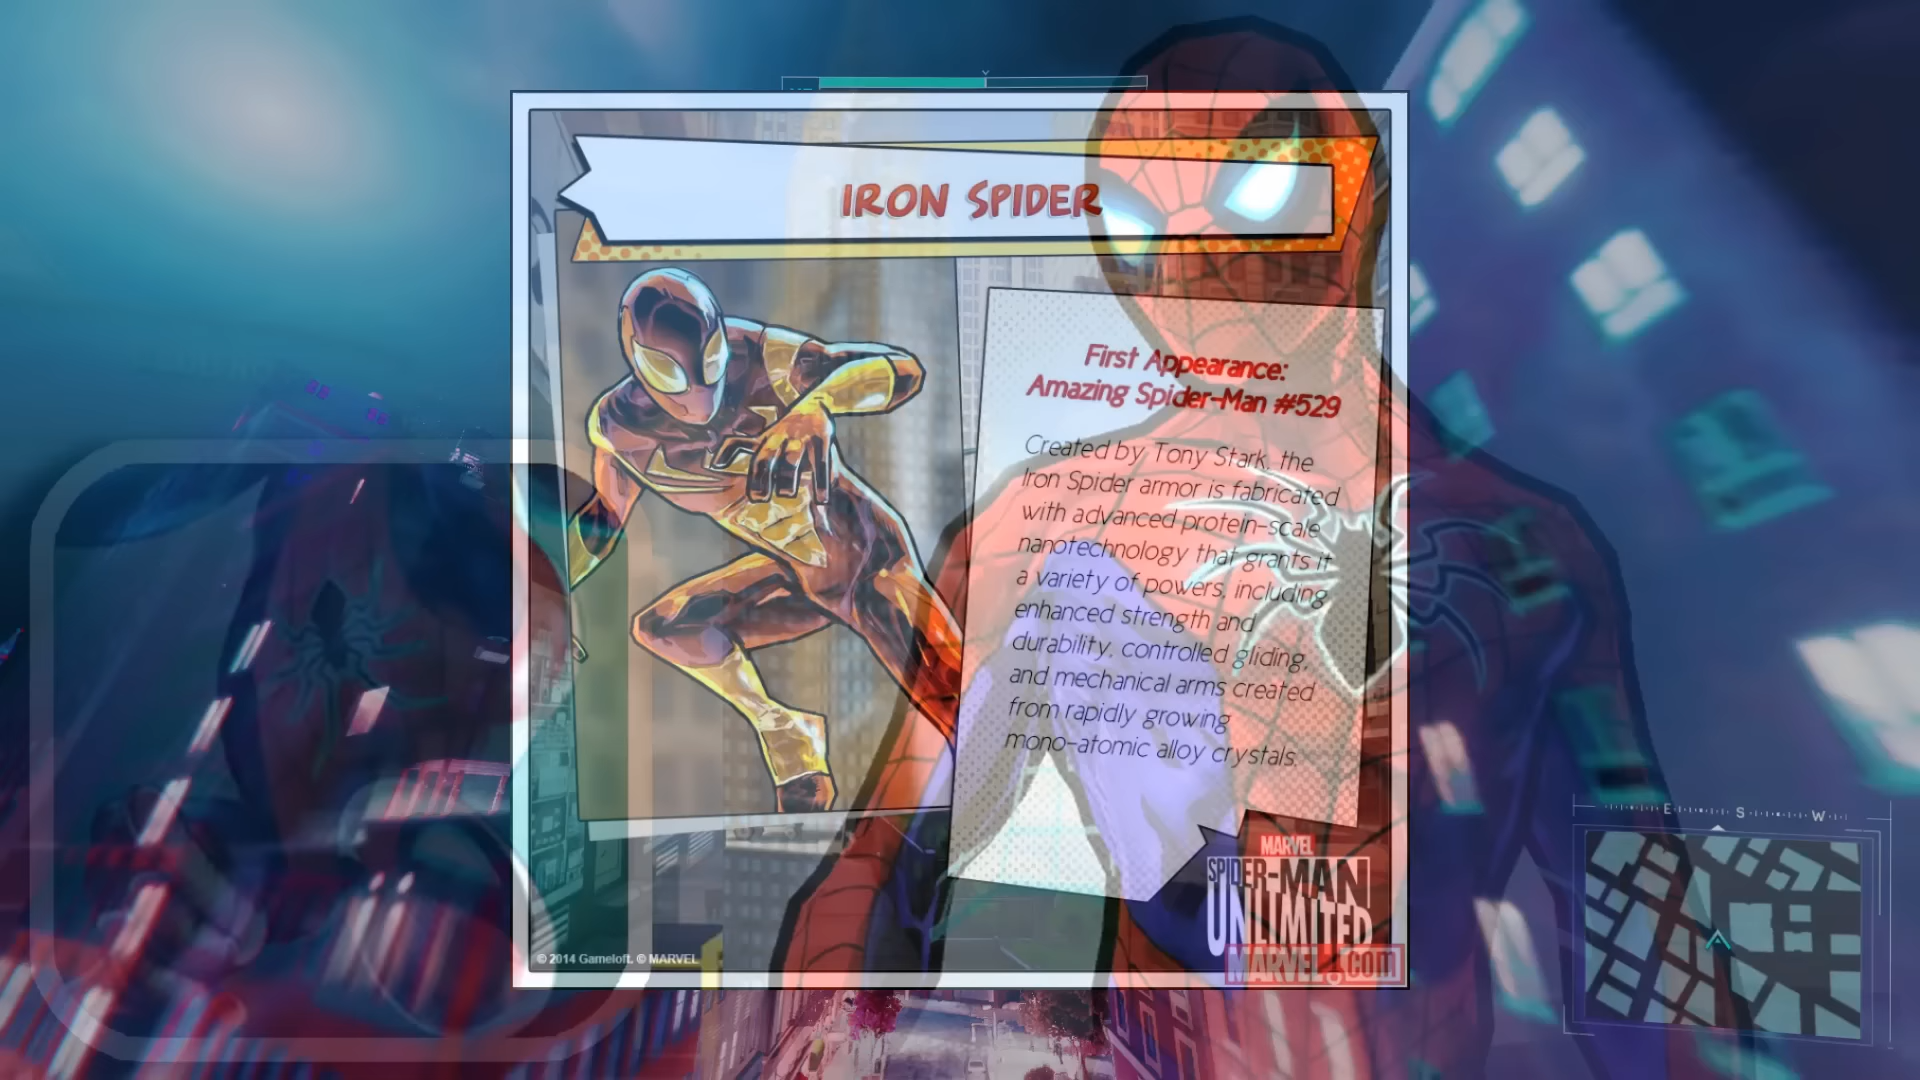 IRON SPIDER
First Appearance:
Amazing Spider-Man #529
Created by Tony Stark, the
Iron Spider armor is fabricated
with advanced protein-scale
nanotechnology that grants it
a variety of powers, including
enhanced strength and
durability, controlled gliding,
and mechanical arms created
from rapidly growing
mono-atomic alloy crystals.
E S W
MARVEL
SPIDER-MAN
UNLIMITED
© 2014 Gameloft. © MARVEL
MARVEL.com